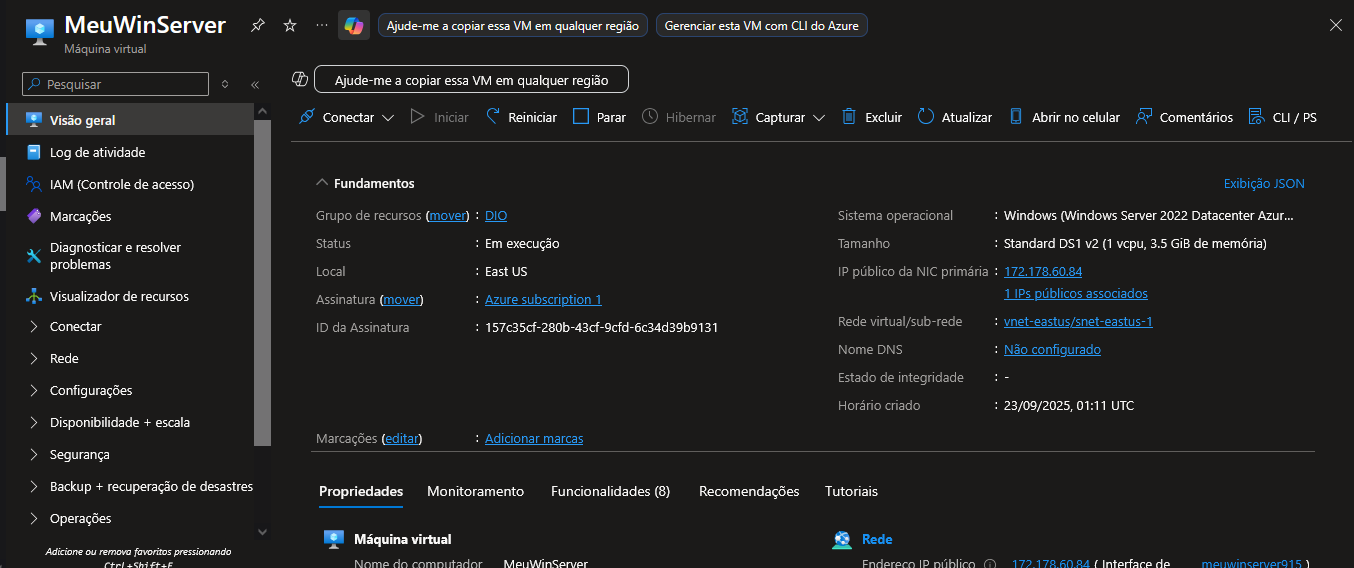 MeuWinServer
Máquina virtual
Ajude-me a copiar essa VM em qualquer região
Gerenciar esta VM com CLI do Azure
Pesquisar
Ajude-me a copiar essa VM em qualquer região
Conectar
Iniciar
Reiniciar
Parar
Hibernar
Capturar
Excluir
Atualizar
Abrir no celular
Comentários
CLI / PS
Visão geral
Log de atividade
IAM (Controle de acesso)
Marcações
Diagnosticar e resolver
problemas
Visualizador de recursos
Conectar
Rede
Configurações
Disponibilidade + escala
Segurança
Backup + recuperação de desastres
Operações
Adicione ou remova favoritos pressionando
Ctrl+Shift+F
Fundamentos
Exibição JSON
Grupo de recursos (mover) : DIO
Status : Em execução
Local : East US
Assinatura (mover) : Azure subscription 1
ID da Assinatura : 157c35cf-280b-43cf-9cfd-6c34d39b9131
Sistema operacional : Windows (Windows Server 2022 Datacenter Azur...
Tamanho : Standard DS1 v2 (1 vcpu, 3.5 GiB de memória)
IP público da NIC primária : 172.178.60.84
1 IPs públicos associados
Rede virtual/sub-rede : vnet-eastus/snet-eastus-1
Nome DNS : Não configurado
Estado de integridade : -
Horário criado : 23/09/2025, 01:11 UTC
Marcações (editar) : Adicionar marcas
Propriedades
Monitoramento
Funcionalidades (8)
Recomendações
Tutoriais
Máquina virtual
Nome do computador MeuWinServer
Rede
Endereço IP público 172.178.60.84 ( Interface de meuwinserver915 )